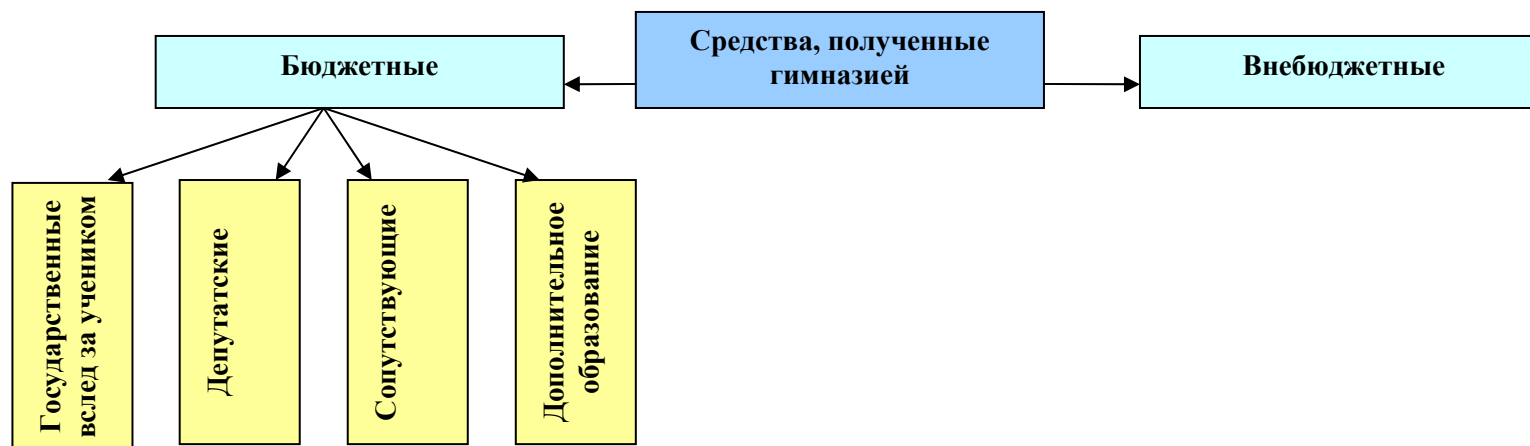 Средства, полученные
гимназией
Бюджетные
Внебюджетные
Государственные
вслед за учеником
Депутатские
Сопутствующие
Дополнительное
образование